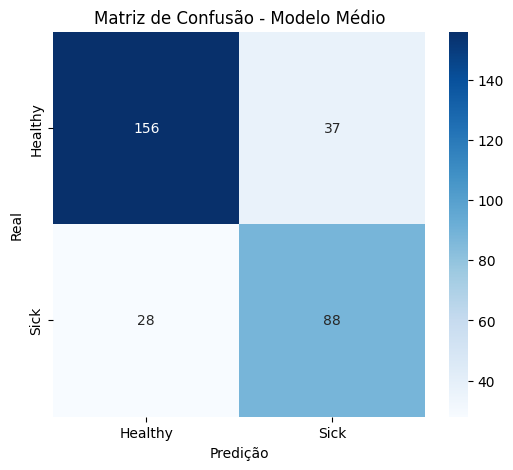 Matriz de Confusão - Modelo Médio
Healthy
Sick
Real
156
37
28
88
Healthy
Sick
Predição
140
120
100
80
60
40